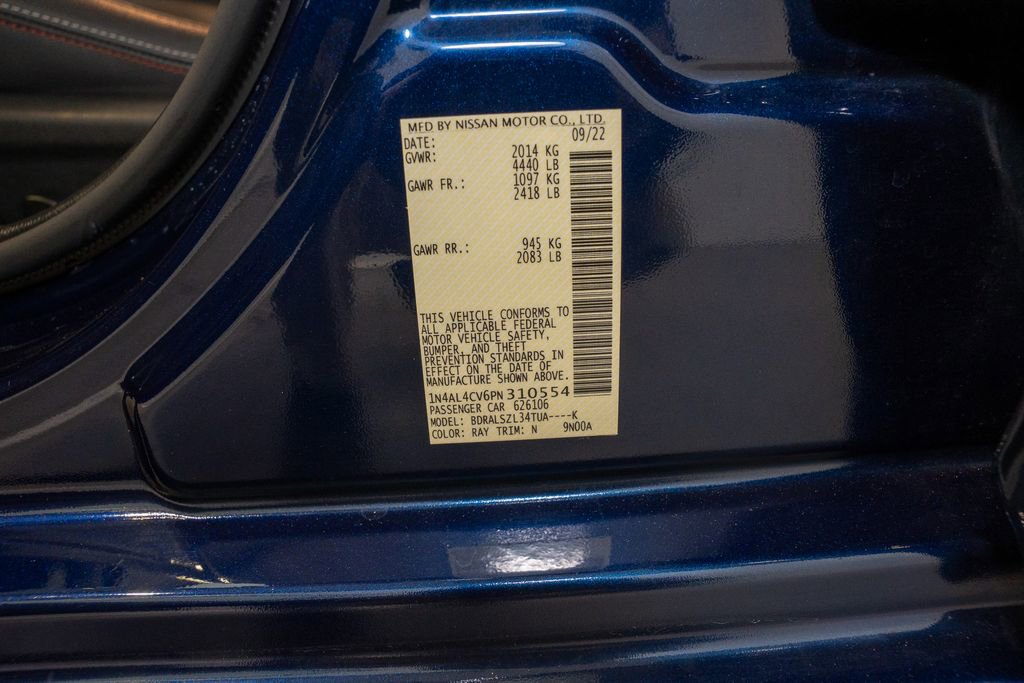 MFD BY NISSAN MOTOR CO., LTD.
DATE: 09/22
GVWR: 2014 KG
4440 LB
GAWR FR.: 1097 KG
2418 LB
GAWR RR.: 945 KG
2083 LB
THIS VEHICLE CONFORMS TO
ALL APPLICABLE FEDERAL
MOTOR VEHICLE SAFETY,
BUMPER, AND THEFT
PREVENTION STANDARDS IN
EFFECT ON THE DATE OF
MANUFACTURE SHOWN ABOVE.
1N4AL4CV6PN310554
PASSENGER CAR 626106
MODEL: BDRALSZL34TUA----K
COLOR: RAY TRIM: N 9N00A